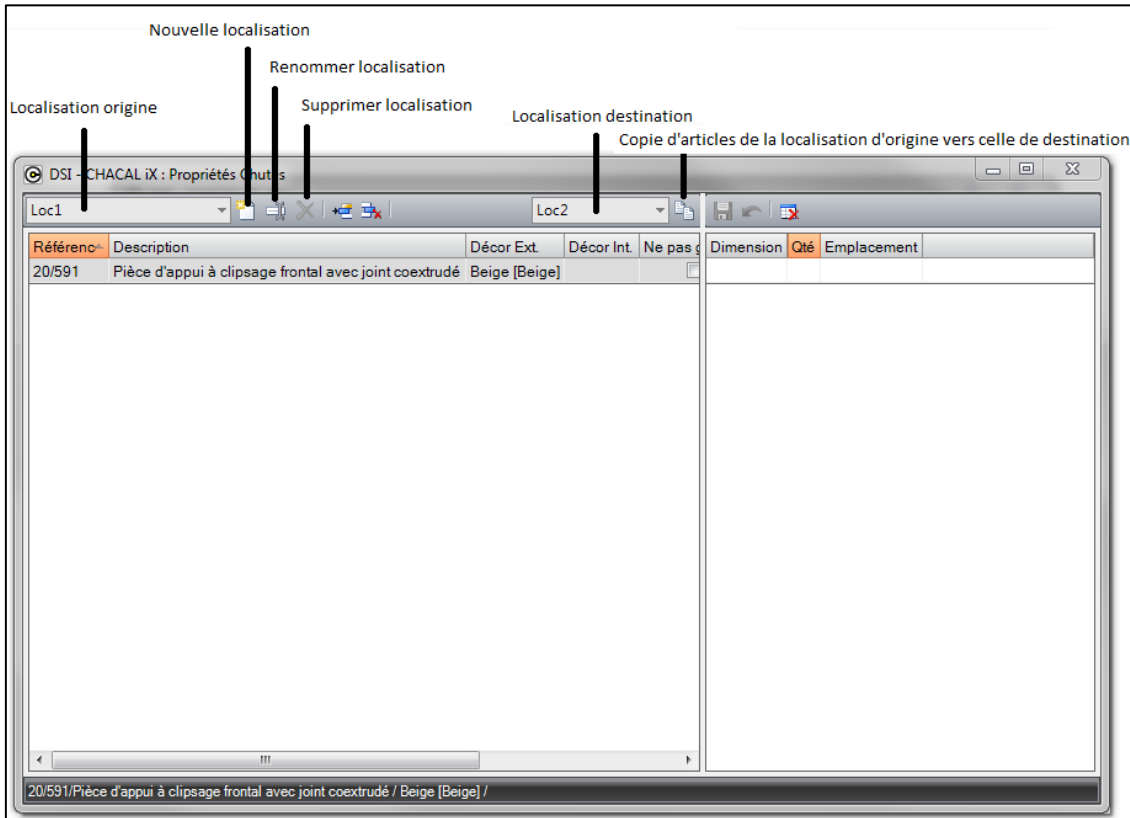 Nouvelle localisation
Renommer localisation
Localisation origine
Supprimer localisation
Localisation destination
Copie d'articles de la localisation d'origine vers celle de destination
DSI - CHACAL iX : Propriétés Chutes
Loc1 Loc2
Référenc Description Décor Ext. Décor Int. Ne pas g Dimension Qté Emplacement
20/591 Pièce d'appui à clipsage frontal avec joint coextrudé Beige [Beige]
20/591/Pièce d'appui à clipsage frontal avec joint coextrudé / Beige [Beige] /